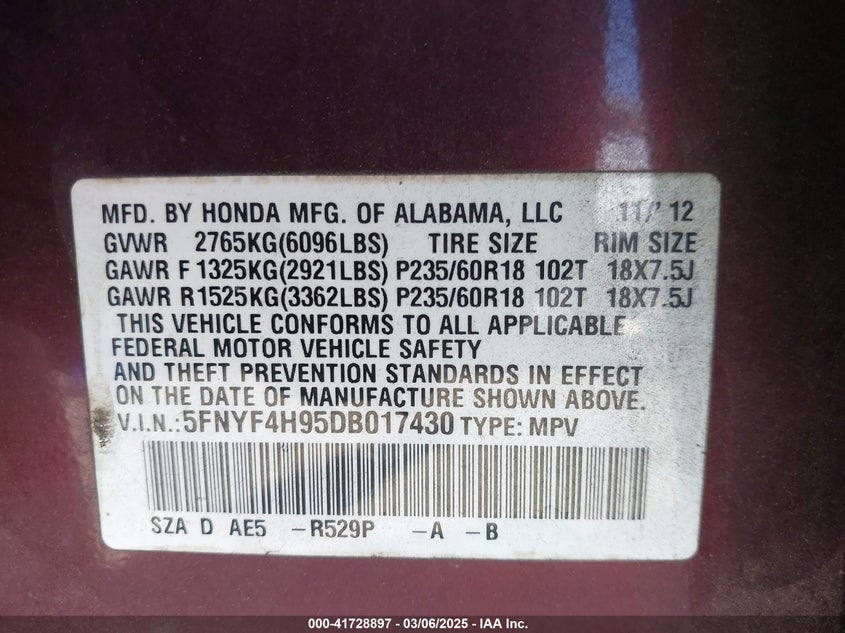 MFD. BY HONDA MFG. OF ALABAMA, LLC 11/' 12
GVWR 2765KG(6096LBS) TIRE SIZE RIM SIZE
GAWR F1325KG(2921LBS) P235/60R18 102T 18X7.5J
GAWR R1525KG(3362LBS) P235/60R18 102T 18X7.5J
THIS VEHICLE CONFORMS TO ALL APPLICABLE
FEDERAL MOTOR VEHICLE SAFETY
AND THEFT PREVENTION STANDARDS IN EFFECT
ON THE DATE OF MANUFACTURE SHOWN ABOVE.
V.I.N.:5FNYF4H95DB017430 TYPE: MPV
SZA D AE5 –R529P –A –B
000-41728897 - 03/06/2025 - IAA Inc.